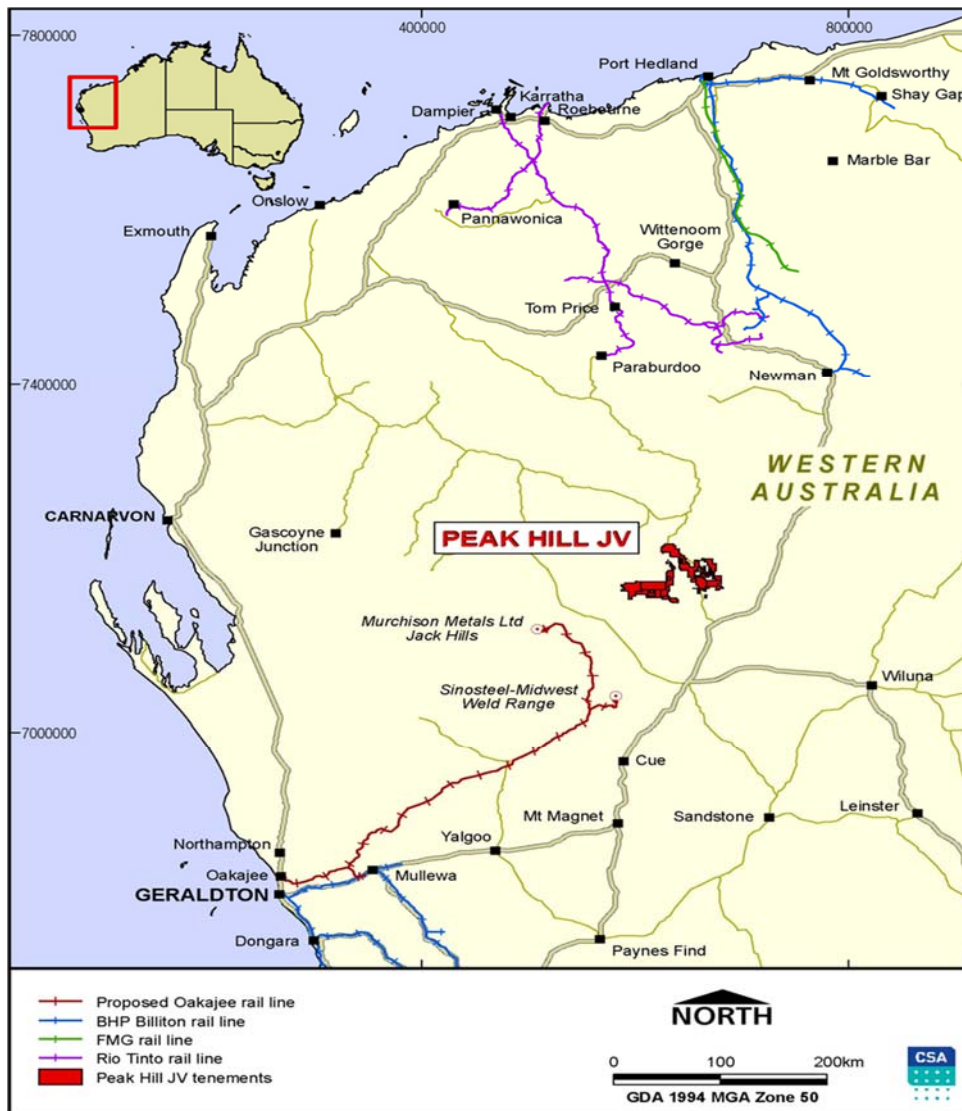 400000
800000
7800000
Port Hedland
Mt Goldsworthy
Shay Gap
Karratha
Dampier
Roebourne
Marble Bar
Onslow
Pannawonica
Exmouth
Wittenoom
Gorge
Tom Price
Paraburdoo
Newman
7400000
WESTERN
AUSTRALIA
CARNARVON
Gascoyne
Junction
PEAK HILL JV
Murchison Metals Ltd
Jack Hills
Sinosteel-Midwest
Weld Range
Wiluna
7000000
Cue
Mt Magnet
Sandstone
Leinster
Yalgoo
Northampton
Oakajee
Mullewa
GERALDTON
Dongara
Paynes Find
Proposed Oakajee rail line
BHP Billiton rail line
FMG rail line
Rio Tinto rail line
Peak Hill JV tenements
NORTH
0 100 200km
GDA 1994 MGA Zone 50
CSA